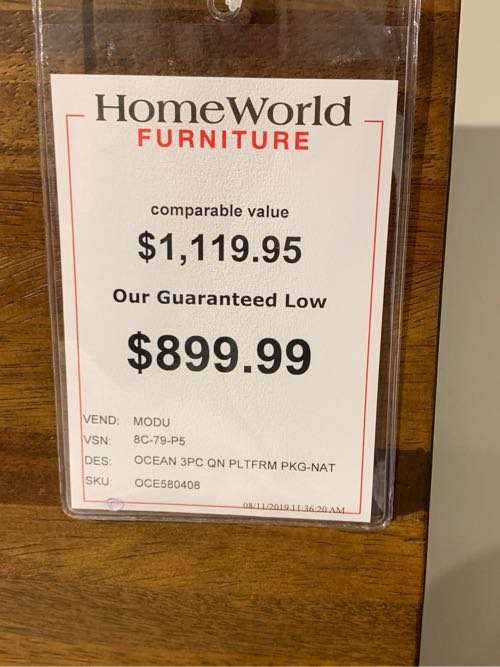 HomeWorld
FURNITURE
comparable value
$1,119.95
Our Guaranteed Low
$899.99
VEND: MODU
VSN: 8C-79-P5
DES: OCEAN 3PC QN PLTFRM PKG-NAT
SKU: OCE580408
08/11/2019 11:36:20 AM